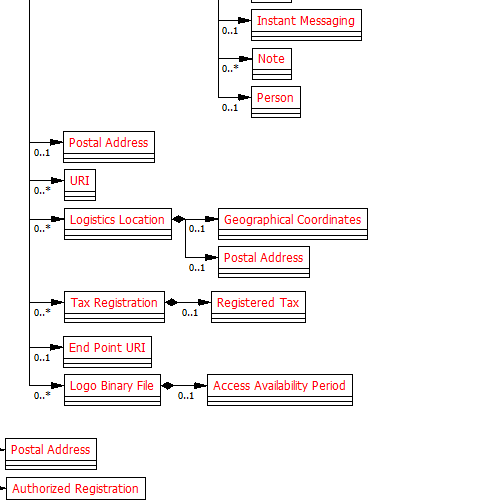 Instant Messaging
0..1
Note
0..*
Person
0..1
Postal Address
0..1
URI
0..*
Logistics Location
0..*
Geographical Coordinates
0..1
Postal Address
0..1
Tax Registration
0..*
Registered Tax
0..1
End Point URI
0..1
Logo Binary File
0..*
Access Availability Period
0..1
Postal Address
Authorized Registration